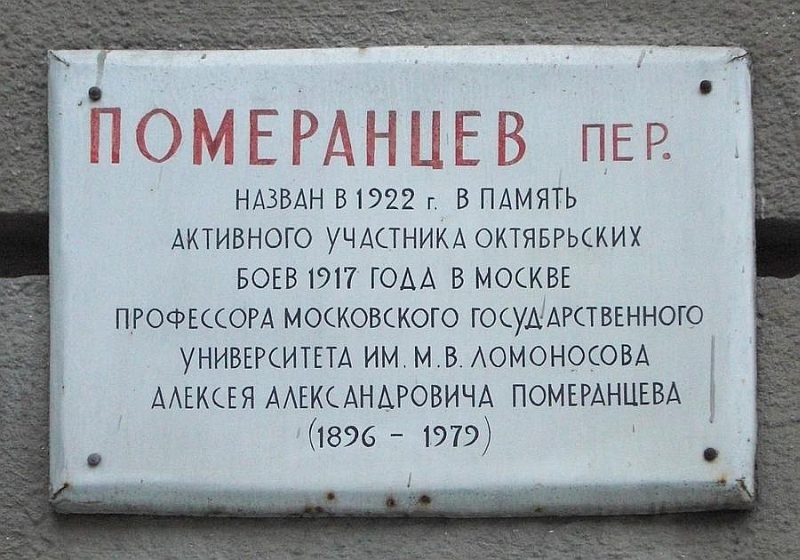 ПОМЕРАНЦЕВ ПЕР.
НАЗВАН В 1922 г. В ПАМЯТЬ
АКТИВНОГО УЧАСТНИКА ОКТЯБРЬСКИХ
БОЕВ 1917 ГОДА В МОСКВЕ
ПРОФЕССОРА МОСКОВСКОГО ГОСУДАРСТВЕННОГО
УНИВЕРСИТЕТА ИМ. М.В. ЛОМОНОСОВА
АЛЕКСЕЯ АЛЕКСАНДРОВИЧА ПОМЕРАНЦЕВА
(1896 – 1979)